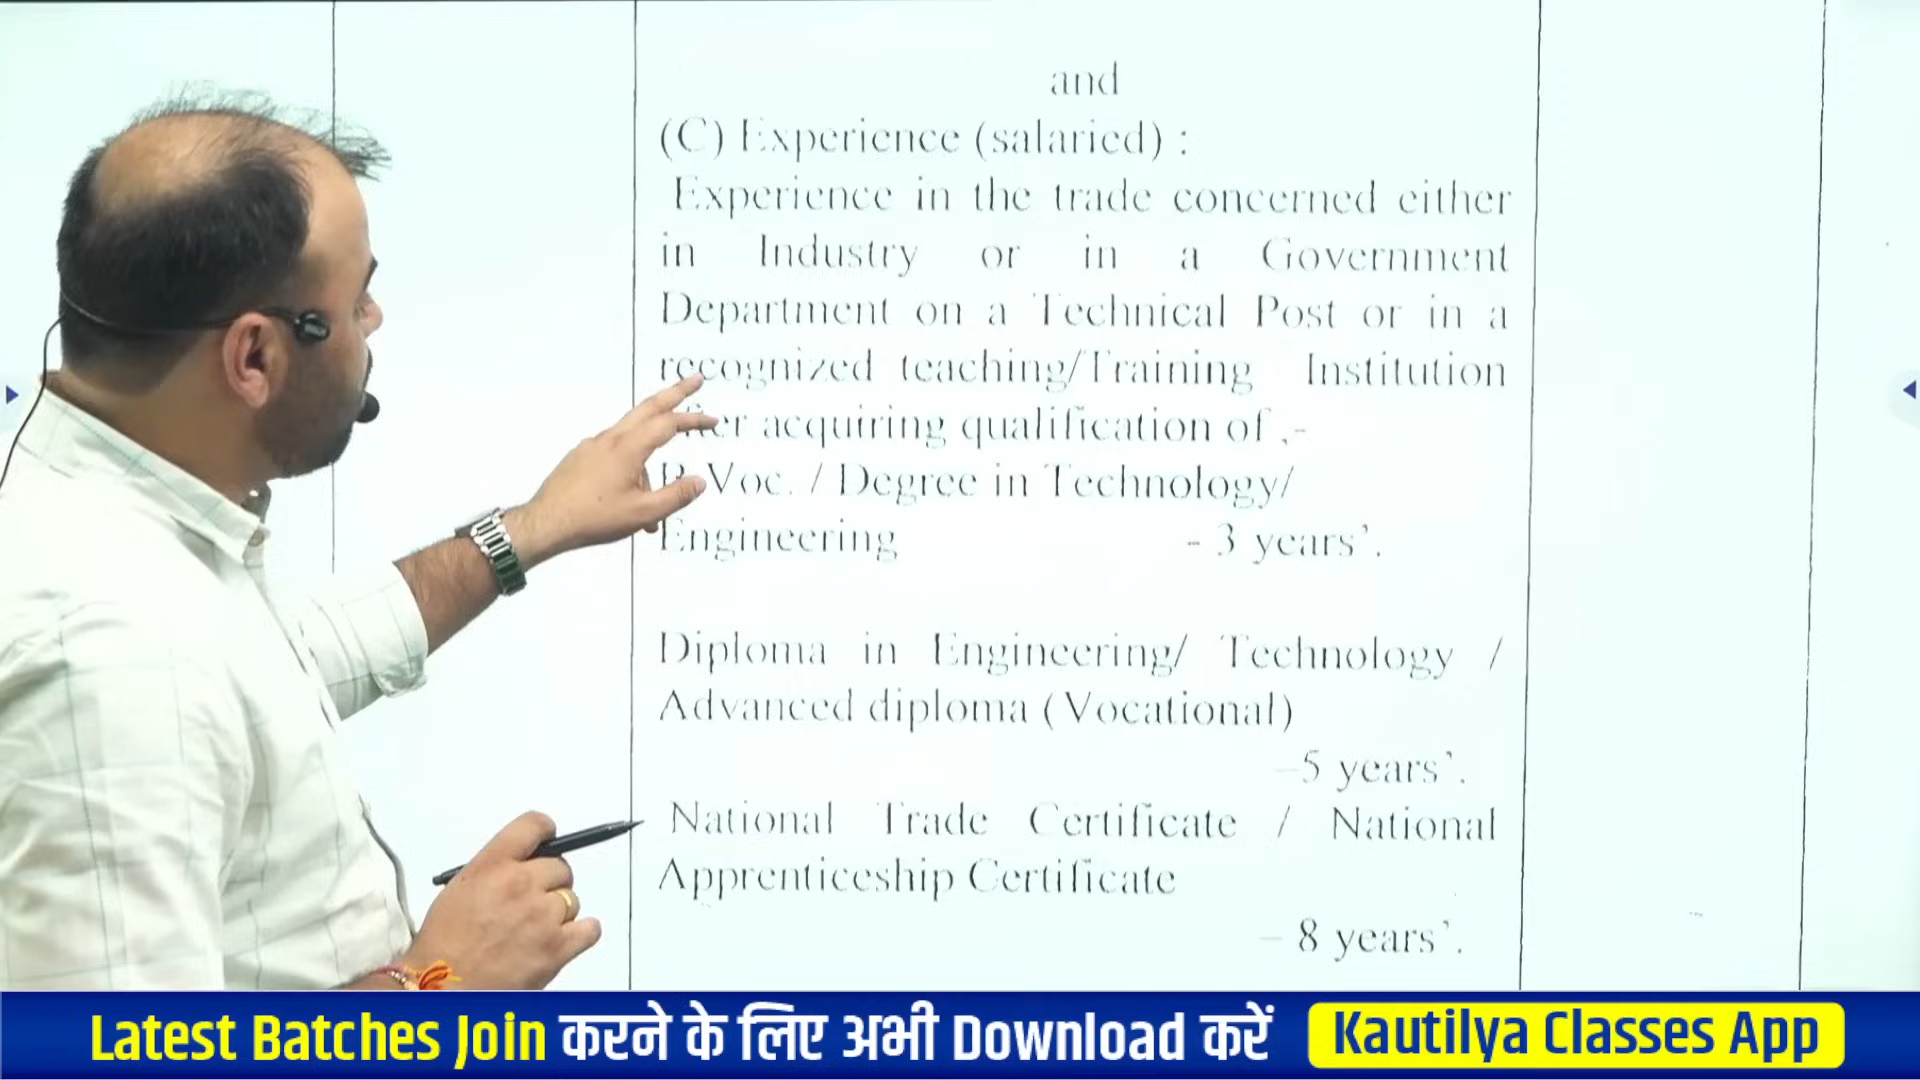 and
(C) Experience (salaried) :
Experience in the trade concerned either
in Industry or in a Government
Department on a Technical Post or in a
recognized teaching/Training Institution
acquiring qualification of ,-
Voc. / Degree in Technology/
Engineering - 3 years’.
Diploma in Engineering/ Technology /
Advanced diploma (Vocational)
–5 years’.
National Trade Certificate / National
Apprenticeship Certificate
– 8 years’.
Latest Batches Join करने के लिए अभी Download करें Kautilya Classes App